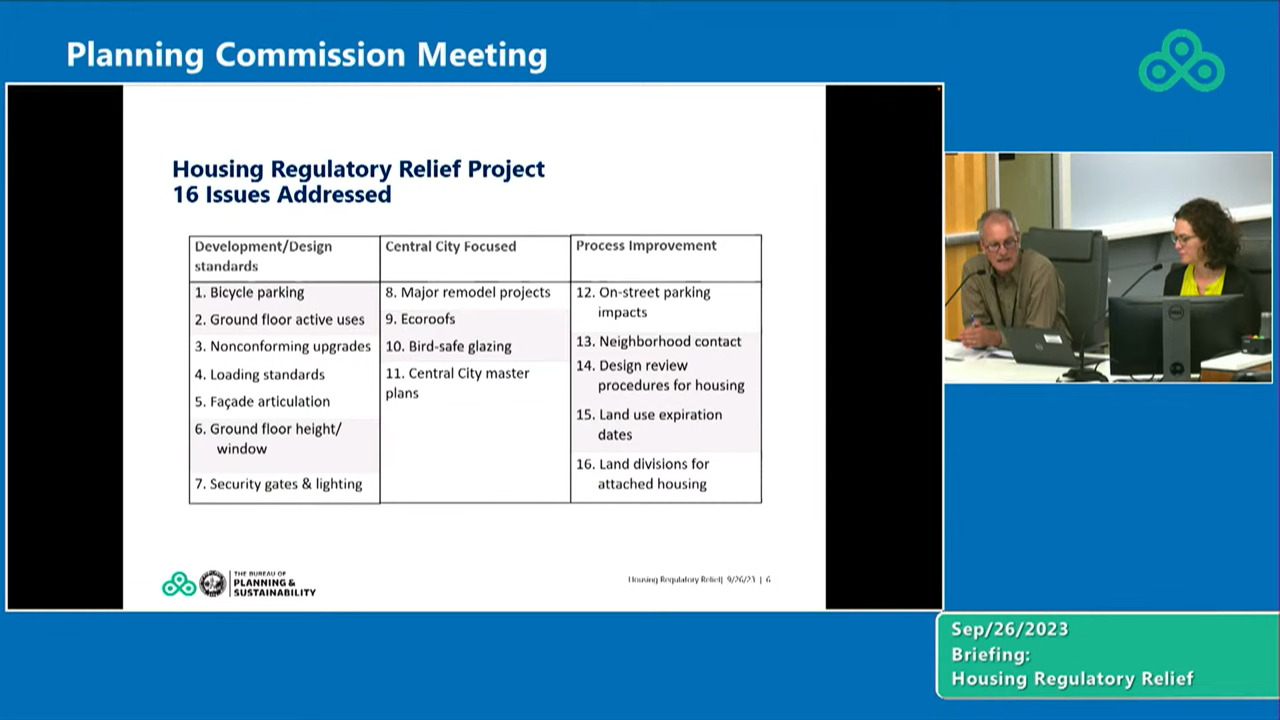 Planning Commission Meeting
Housing Regulatory Relief Project
16 Issues Addressed
Development/Design
standards
1. Bicycle parking
2. Ground floor active uses
3. Nonconforming upgrades
4. Loading standards
5. Façade articulation
6. Ground floor height/
window
7. Security gates & lighting
Central City Focused
8. Major remodel projects
9. Ecoroofs
10. Bird-safe glazing
11. Central City master
plans
Process Improvement
12. On-street parking
impacts
13. Neighborhood contact
14. Design review
procedures for housing
15. Land use expiration
dates
16. Land divisions for
attached housing
THE BUREAU OF
PLANNING &
SUSTAINABILITY
Housing Regulatory Relief| 9/26/23 | 6
Sep/26/2023
Briefing:
Housing Regulatory Relief